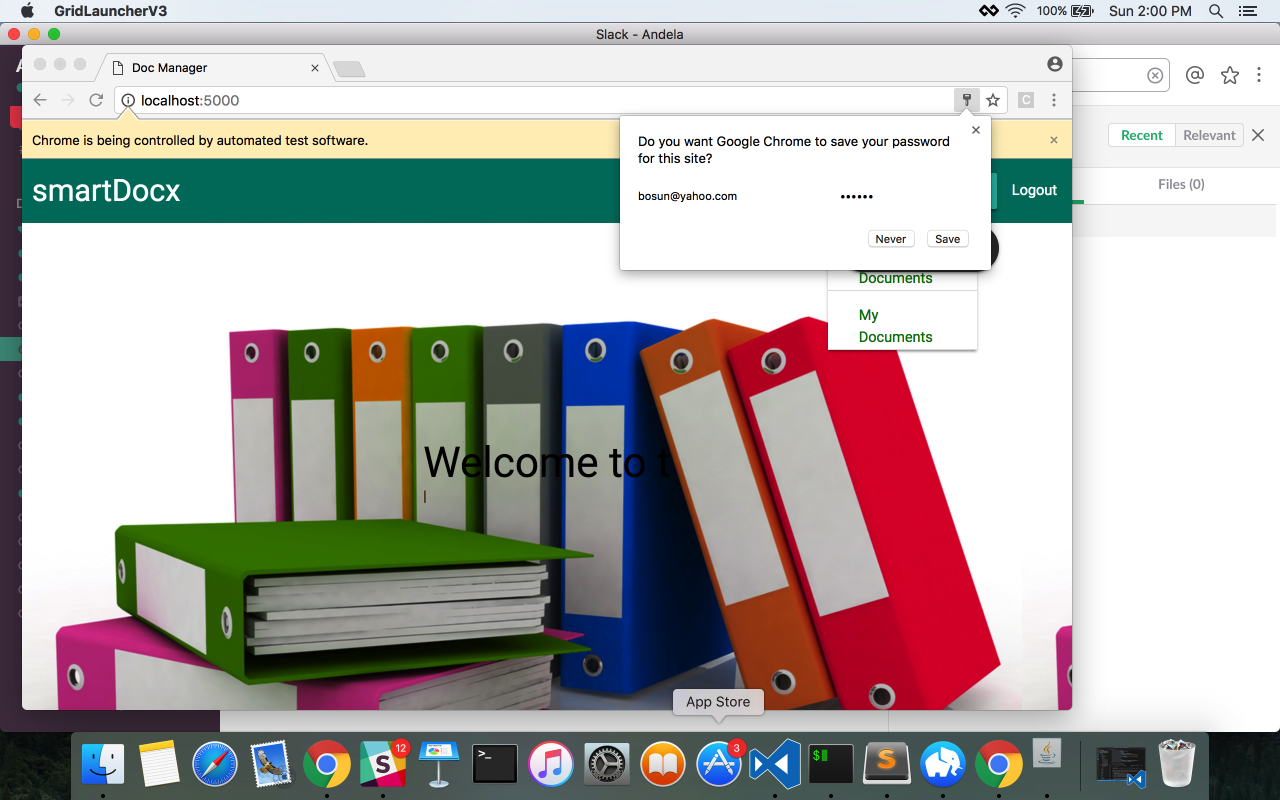 GridLauncherV3
100%
Sun 2:00 PM
Slack - Andela
Doc Manager
localhost:5000
C
Chrome is being controlled by automated test software.
Do you want Google Chrome to save your password
for this site?
bosun@yahoo.com
••••••
Never
Save
smartDocx
Logout
Recent
Relevant
Files (0)
Documents
My
Documents
Welcome to t
App Store
12
3
>_
$
S